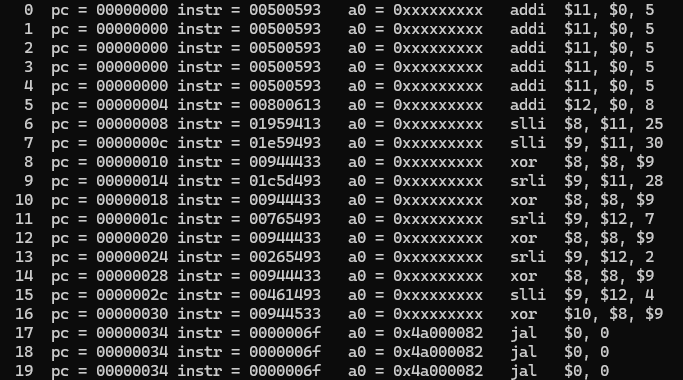 0 pc = 00000000 instr = 00500593 a0 = 0xxxxxxxxx addi $11, $0, 5
1 pc = 00000000 instr = 00500593 a0 = 0xxxxxxxxx addi $11, $0, 5
2 pc = 00000000 instr = 00500593 a0 = 0xxxxxxxxx addi $11, $0, 5
3 pc = 00000000 instr = 00500593 a0 = 0xxxxxxxxx addi $11, $0, 5
4 pc = 00000000 instr = 00500593 a0 = 0xxxxxxxxx addi $11, $0, 5
5 pc = 00000004 instr = 00800613 a0 = 0xxxxxxxxx addi $12, $0, 8
6 pc = 00000008 instr = 01959413 a0 = 0xxxxxxxxx slli $8, $11, 25
7 pc = 0000000c instr = 01e59493 a0 = 0xxxxxxxxx slli $9, $11, 30
8 pc = 00000010 instr = 00944433 a0 = 0xxxxxxxxx xor $8, $8, $9
9 pc = 00000014 instr = 01c5d493 a0 = 0xxxxxxxxx srli $9, $11, 28
10 pc = 00000018 instr = 00944433 a0 = 0xxxxxxxxx xor $8, $8, $9
11 pc = 0000001c instr = 00765493 a0 = 0xxxxxxxxx srli $9, $12, 7
12 pc = 00000020 instr = 00944433 a0 = 0xxxxxxxxx xor $8, $8, $9
13 pc = 00000024 instr = 00265493 a0 = 0xxxxxxxxx srli $9, $12, 2
14 pc = 00000028 instr = 00944433 a0 = 0xxxxxxxxx xor $8, $8, $9
15 pc = 0000002c instr = 00461493 a0 = 0xxxxxxxxx slli $9, $12, 4
16 pc = 00000030 instr = 00944533 a0 = 0xxxxxxxxx xor $10, $8, $9
17 pc = 00000034 instr = 0000006f a0 = 0x4a000082 jal $0, 0
18 pc = 00000034 instr = 0000006f a0 = 0x4a000082 jal $0, 0
19 pc = 00000034 instr = 0000006f a0 = 0x4a000082 jal $0, 0